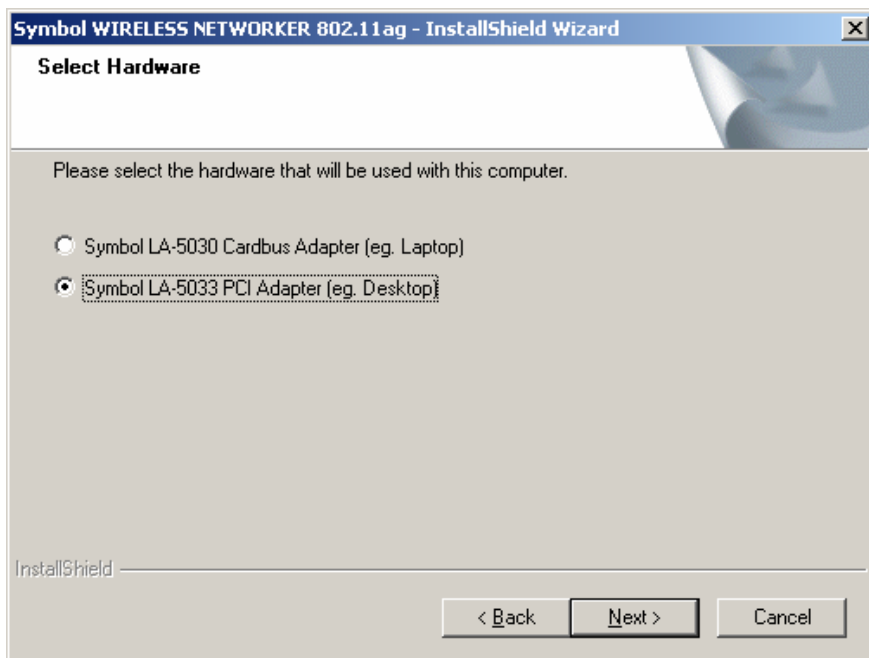 Symbol WIRELESS NETWORKER 802.11ag - InstallShield Wizard
Select Hardware
Please select the hardware that will be used with this computer.
Symbol LA-5030 Cardbus Adapter (eg. Laptop)
Symbol LA-5033 PCI Adapter (eg. Desktop)
InstallShield
< Back
Next >
Cancel